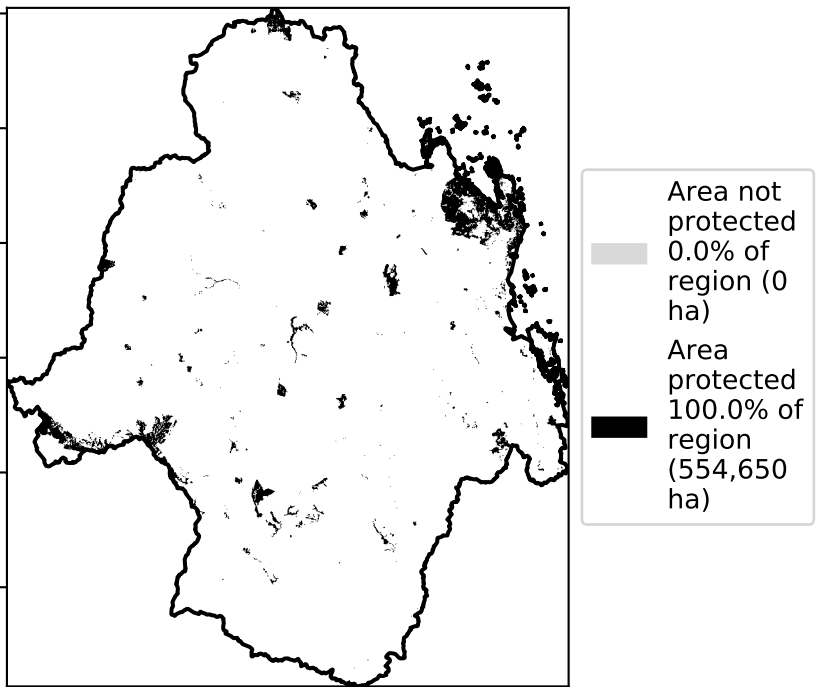 Area not
protected
0.0% of
region (0
ha)
Area
protected
100.0% of
region
(554,650
ha)